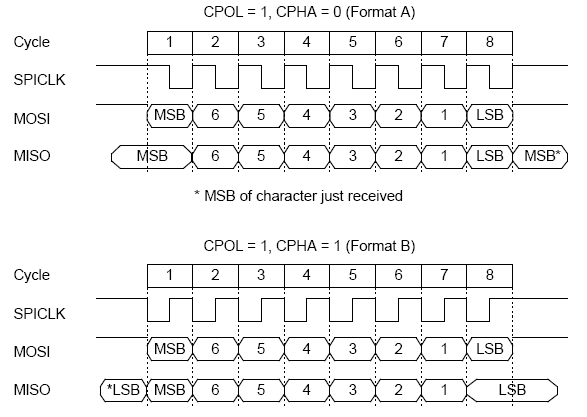 CPOL = 1, CPHA = 0 (Format A)
Cycle 1 2 3 4 5 6 7 8
SPICLK
MOSI MSB 6 5 4 3 2 1 LSB
MISO MSB 6 5 4 3 2 1 LSB MSB*
* MSB of character just received
CPOL = 1, CPHA = 1 (Format B)
Cycle 1 2 3 4 5 6 7 8
SPICLK
MOSI MSB 6 5 4 3 2 1 LSB
MISO *LSB MSB 6 5 4 3 2 1 LSB